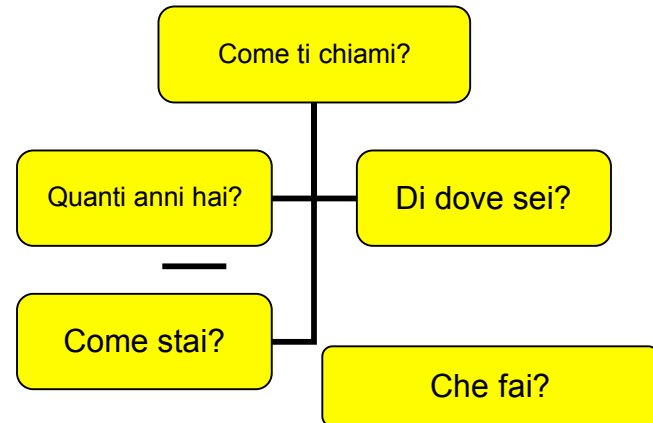 Come ti chiami?
Quanti anni hai?
Di dove sei?
Come stai?
Che fai?